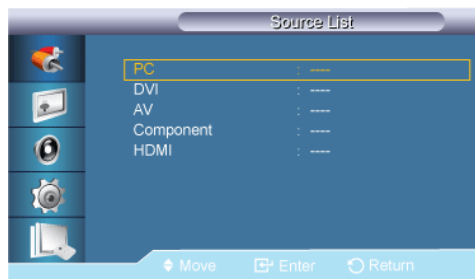 Source List
PC : ----
DVI : ----
AV : ----
Component : ----
HDMI : ----
Move Enter Return